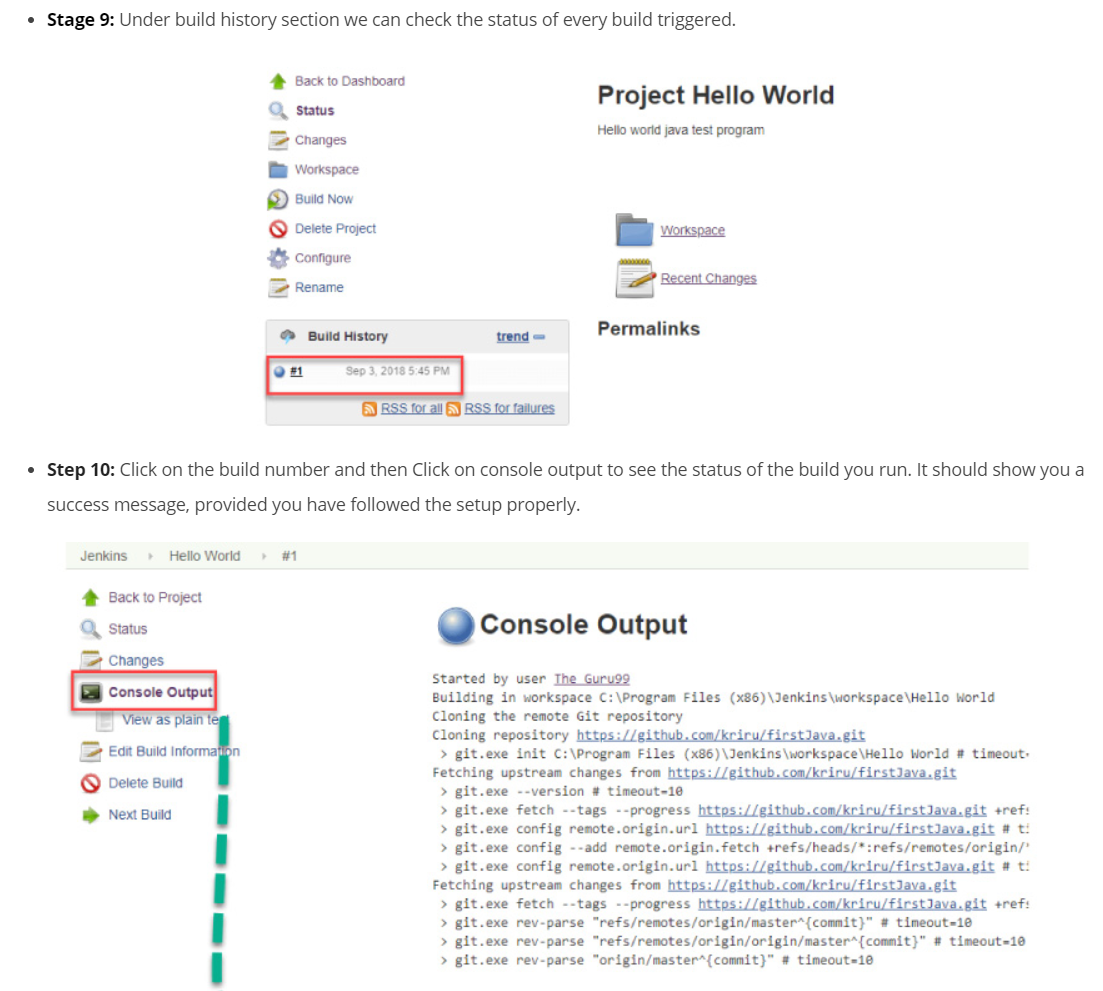 Stage 9: Under build history section we can check the status of every build triggered.
Back to Dashboard
Status
Changes
Workspace
Build Now
Delete Project
Configure
Rename
Build History trend
#1 Sep 3, 2018 5:45 PM
RSS for all RSS for failures
Project Hello World
Hello world java test program
Workspace
Recent Changes
Permalinks
Step 10: Click on the build number and then Click on console output to see the status of the build you run. It should show you a
success message, provided you have followed the setup properly.
Jenkins Hello World #1
Back to Project
Status
Changes
Console Output
View as plain text
Edit Build Information
Delete Build
Next Build
Console Output
Started by user The Guru99
Building in workspace C:\Program Files (x86)\Jenkins\workspace\Hello World
Cloning the remote Git repository
Cloning repository https://github.com/kriru/firstJava.git
> git.exe init C:\Program Files (x86)\Jenkins\workspace\Hello World # timeout=
Fetching upstream changes from https://github.com/kriru/firstJava.git
> git.exe --version # timeout=10
> git.exe fetch --tags --progress https://github.com/kriru/firstJava.git +refs
> git.exe config remote.origin.url https://github.com/kriru/firstJava.git # ti
> git.exe config --add remote.origin.fetch +refs/heads/*:refs/remotes/origin/*
> git.exe config remote.origin.url https://github.com/kriru/firstJava.git # ti
Fetching upstream changes from https://github.com/kriru/firstJava.git
> git.exe fetch --tags --progress https://github.com/kriru/firstJava.git +refs
> git.exe rev-parse "refs/remotes/origin/master^{commit}" # timeout=10
> git.exe rev-parse "refs/remotes/origin/origin/master^{commit}" # timeout=10
> git.exe rev-parse "origin/master^{commit}" # timeout=10